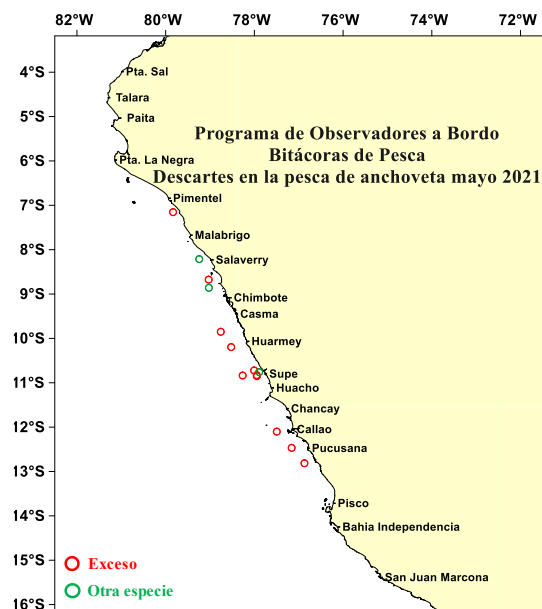 82°W 80°W 78°W 76°W 74°W 72°W
4°S
Pta. Sal
Talara
5°S
Paita
Programa de Observadores a Bordo
Bitácoras de Pesca
6°S
Pta. La Negra
Descartes en la pesca de anchoveta mayo 2021
Pimentel
7°S
Malabrigo
8°S
Salaverry
9°S
Chimbote
Casma
10°S
Huarmey
Supe
11°S
Huacho
Chancay
12°S
Callao
Pucusana
13°S
Pisco
14°S
Bahia Independencia
15°S
Exceso
San Juan Marcona
Otra especie
16°S